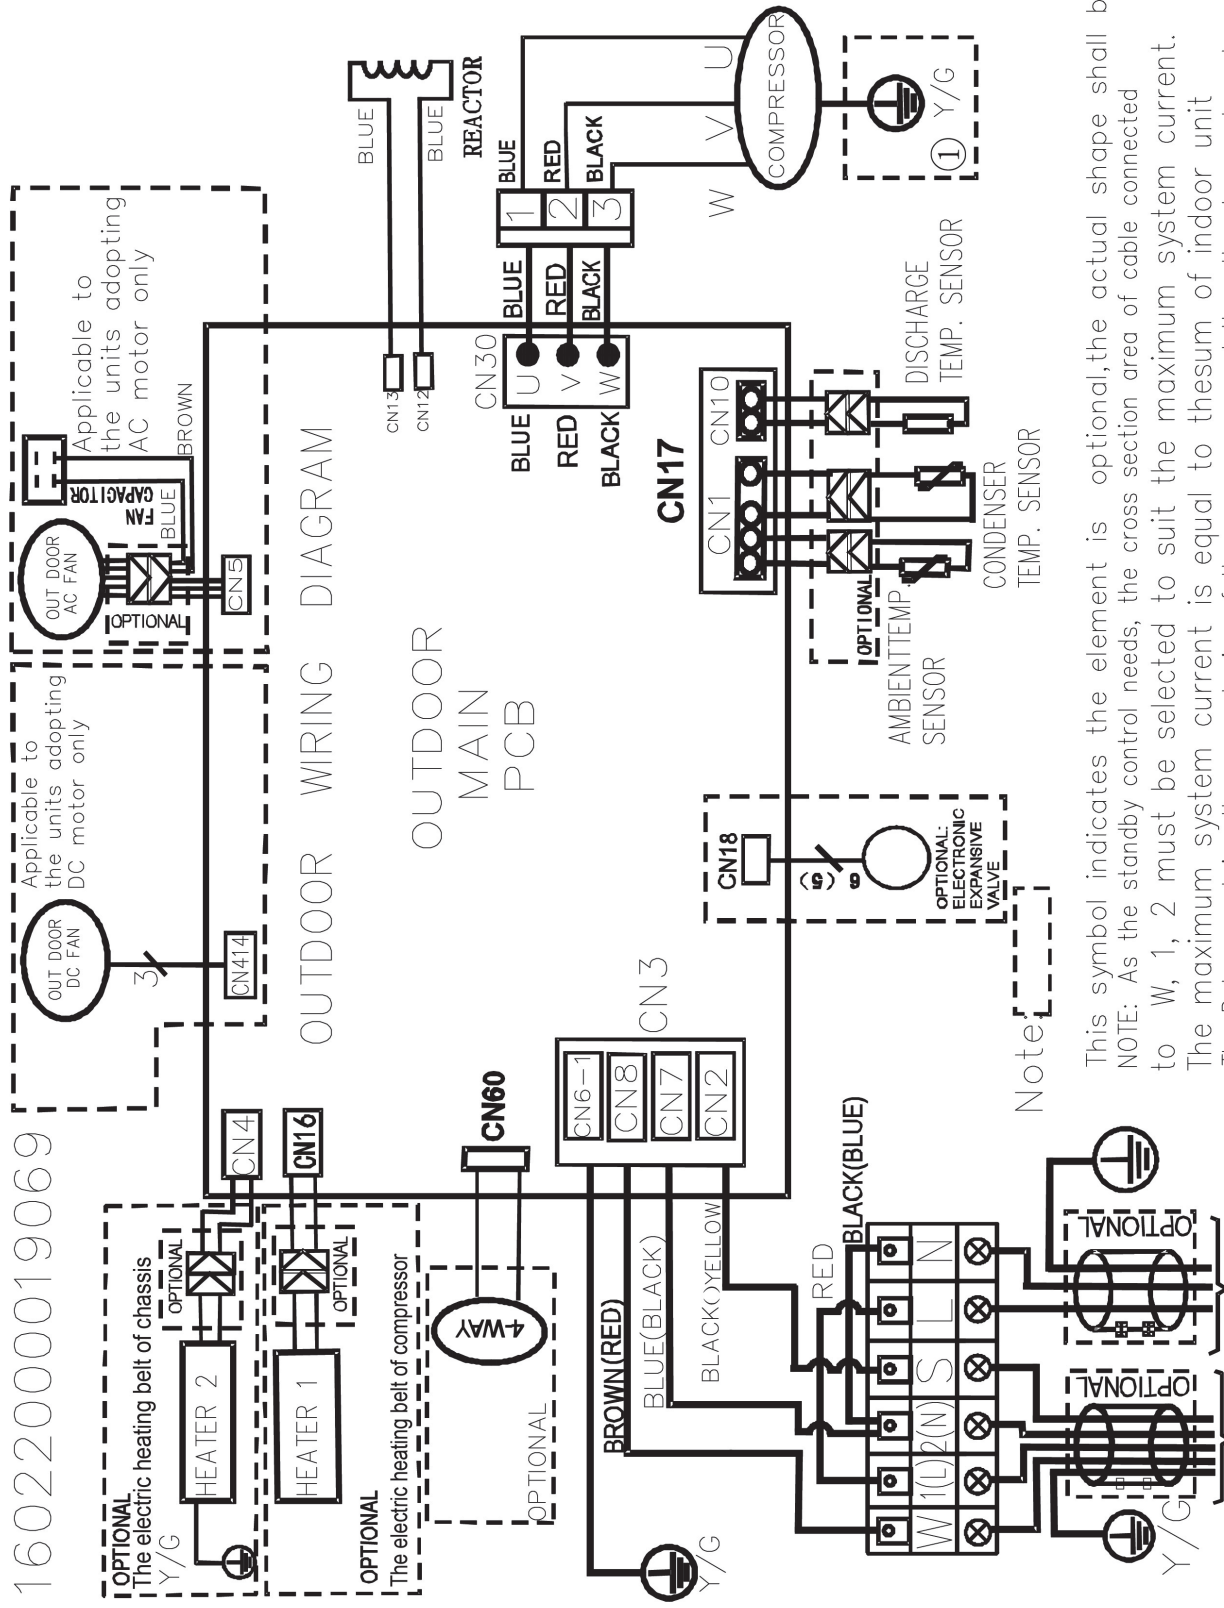 16022000019069
OUTDOOR WIRING DIAGRAM
OUTDOOR
MAIN
PCB
OPTIONAL
The electric heating belt of chassis
Y/G
HEATER 2
OPTIONAL
CN4
HEATER 1
OPTIONAL
CN16
OPTIONAL
The electric heating belt of compressor
OPTIONAL
4-WAY
CN60
Applicable to
the units adopting
DC motor only
OUT DOOR
DC FAN
3
CN414
Applicable to
the units adopting
AC motor only
OUT DOOR
AC FAN
FAN
CAPACITOR
BLUE
BROWN
OPTIONAL
CN5
BLUE
BLUE
REACTOR
CN13
CN12
CN30
U
V
W
BLUE
RED
BLACK
BLUE
RED
BLACK
1
2
3
BLUE
RED
BLACK
U
V
W
COMPRESSOR
① Y/G
CN17
CN1
CN10
OPTIONAL
AMBIENTTEMP.
SENSOR
CONDENSER
TEMP. SENSOR
DISCHARGE
TEMP. SENSOR
CN18
6
(5)
OPTIONAL:
ELECTRONIC
EXPANSIVE
VALVE
CN3
CN6-1
CN8
CN7
CN2
Y/G
BROWN(RED)
BLUE(BLACK)
BLACK()YELLOW
RED
BLACK(BLUE)
W 1(L) 2(N) S L N
OPTIONAL
OPTIONAL
Y/G
Note:
This symbol indicates the element is optional,the actual shape shall b
NOTE: As the standby control needs, the cross section area of cable connected
to W, 1, 2 must be selected to suit the maximum system current.
The maximum system current is equal to thesum of indoor unit